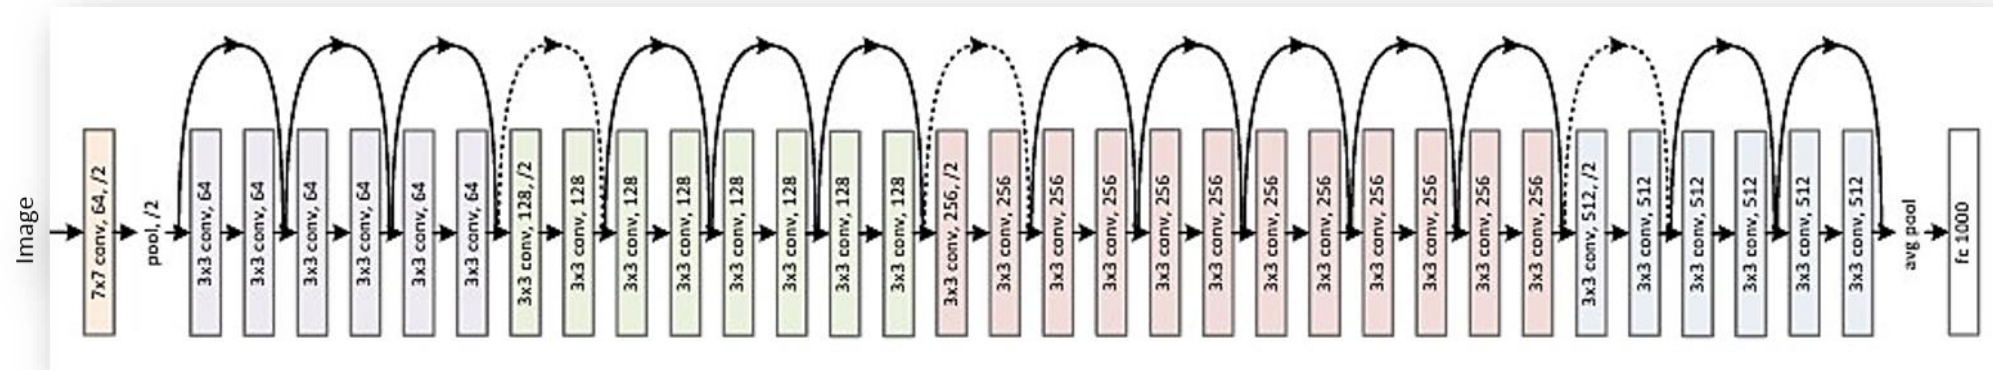 Image
7x7 conv, 64, /2
pool, /2
3x3 conv, 64
3x3 conv, 64
3x3 conv, 64
3x3 conv, 64
3x3 conv, 64
3x3 conv, 64
3x3 conv, 128, /2
3x3 conv, 128
3x3 conv, 128
3x3 conv, 128
3x3 conv, 128
3x3 conv, 128
3x3 conv, 128
3x3 conv, 128
3x3 conv, 256, /2
3x3 conv, 256
3x3 conv, 256
3x3 conv, 256
3x3 conv, 256
3x3 conv, 256
3x3 conv, 256
3x3 conv, 256
3x3 conv, 256
3x3 conv, 256
3x3 conv, 256
3x3 conv, 256
3x3 conv, 512, /2
3x3 conv, 512
3x3 conv, 512
3x3 conv, 512
3x3 conv, 512
3x3 conv, 512
avg pool
fc 1000